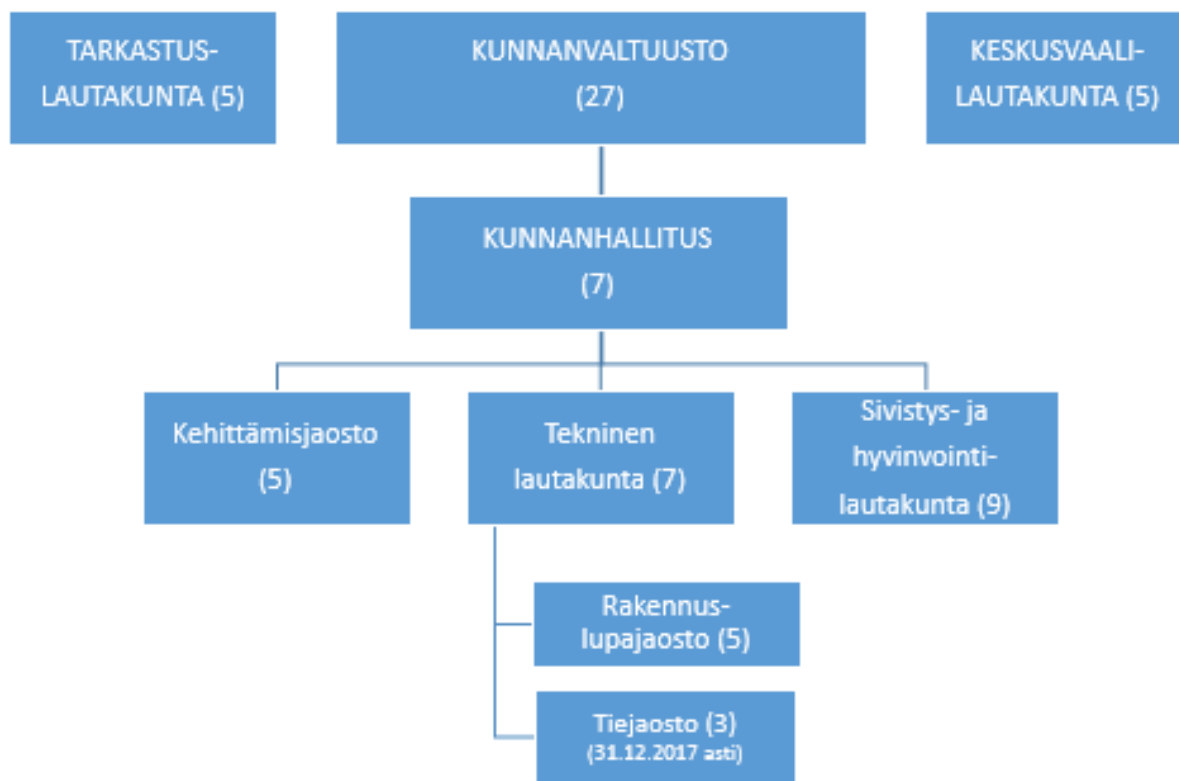 TARKASTUS-
LAUTAKUNTA (5)
KUNNANVALTUUSTO
(27)
KESKUSVAALI-
LAUTAKUNTA (5)
KUNNANHALLITUS
(7)
Kehittämisjaosto
(5)
Tekninen
lautakunta (7)
Sivistys- ja
hyvinvointi-
lautakunta (9)
Rakennus-
lupajaosto (5)
Tiejaosto (3)
(31.12.2017 asti)